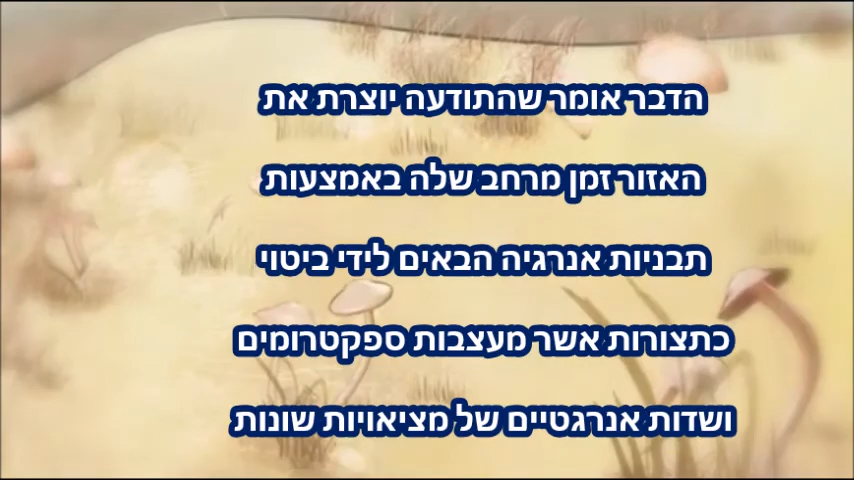 הדבר אומר שהתודעה יוצרת את
האזור זמן מרחב שלה באמצעות
תבניות אנרגיה הבאים לידי ביטוי
כתצורות אשר מעצבות ספקטרומים
ושדות אנרגטיים של מציאויות שונות